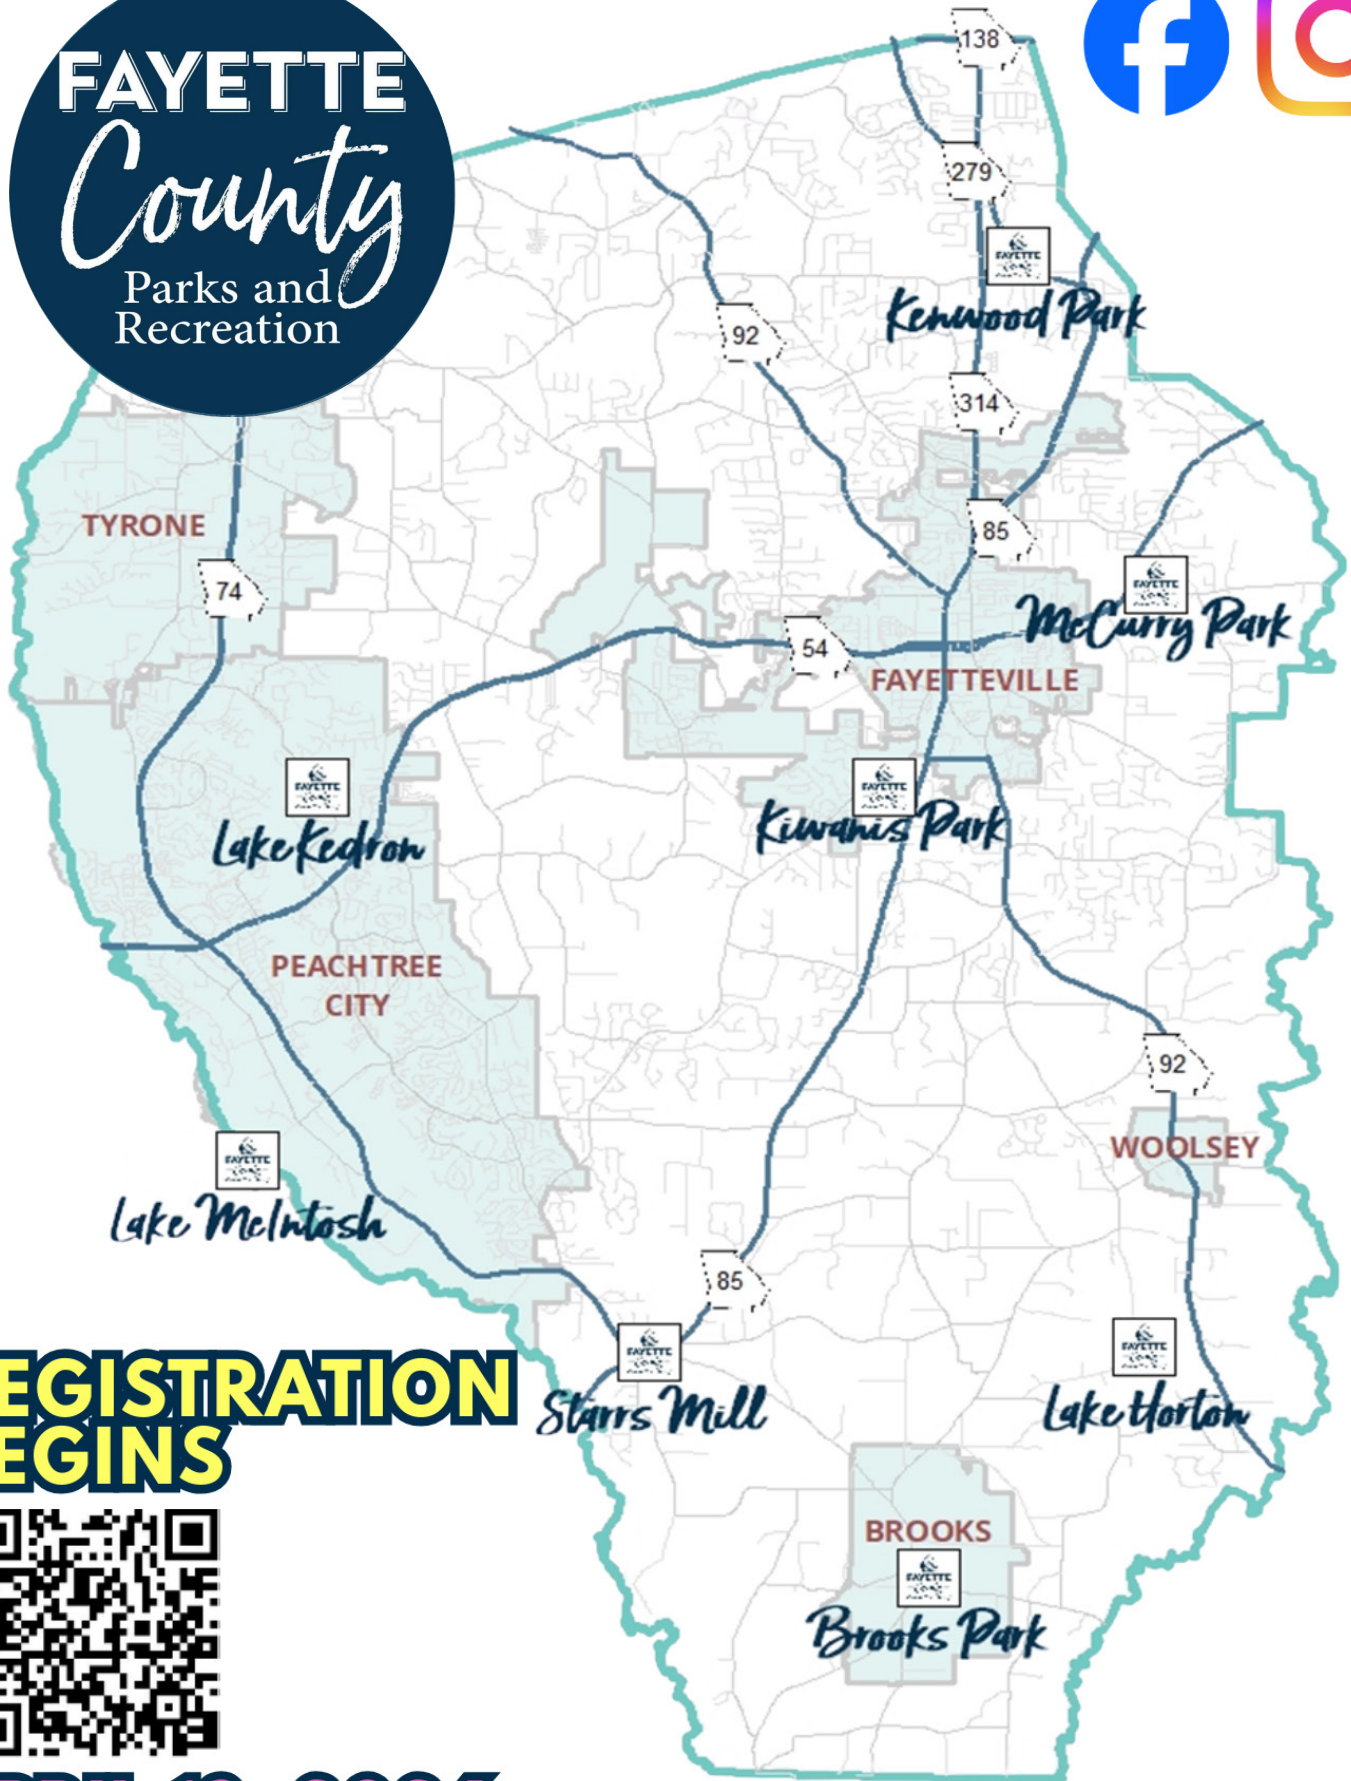 FAYETTE
County
Parks and
Recreation
138
279
Kenwood Park
92
314
TYRONE
85
74
McCurry Park
54
FAYETTEVILLE
Lake Kedron
Kiwanis Park
PEACHTREE
CITY
92
WOOLSEY
Lake McIntosh
85
EGISTRATION
EGINS
Starrs Mill
Lake Horton
BROOKS
Brooks Park